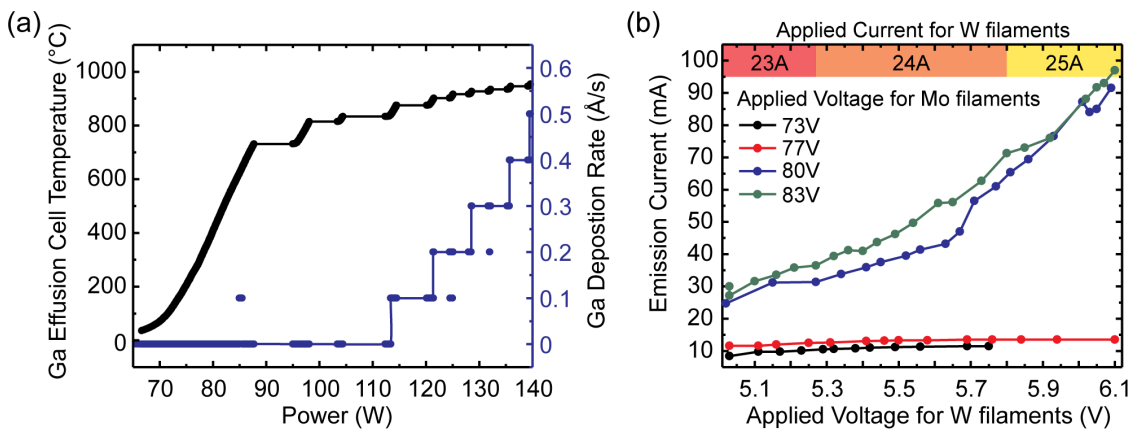 (a)
Ga Effusion Cell Temperature (°C)
1000
800
600
400
200
0
65 70 80 90 100 110 120 130 140
Power (W)
0.6
0.5
0.4
0.3
0.2
0.1
0
Ga Depostion Rate (Å/s)
(b)
Applied Current for W filaments
23A 24A 25A
Applied Voltage for Mo filaments
73V
77V
80V
83V
Emission Current (mA)
100
90
80
70
60
50
40
30
20
10
5.1 5.3 5.5 5.7 5.9 6.1
Applied Voltage for W filaments (V)